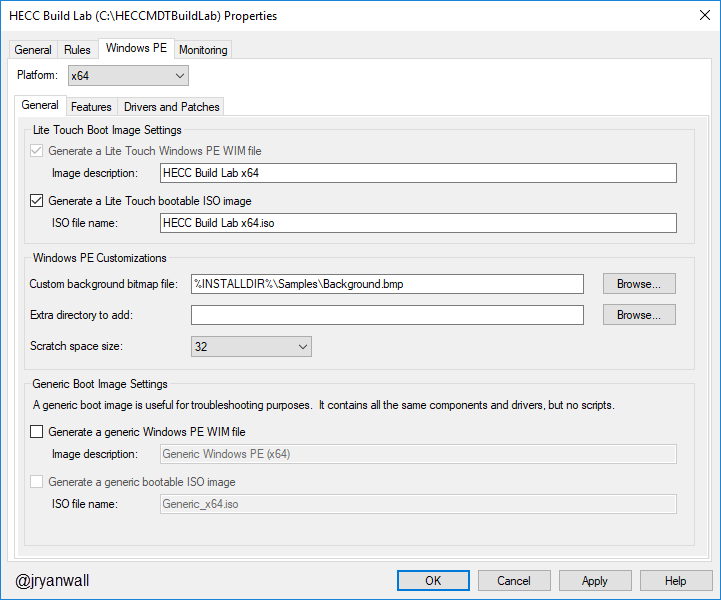 HECC Build Lab (C:\HECCMDTBuildLab) Properties
General Rules Windows PE Monitoring
Platform: x64
General Features Drivers and Patches
Lite Touch Boot Image Settings
Generate a Lite Touch Windows PE WIM file
Image description: HECC Build Lab x64
Generate a Lite Touch bootable ISO image
ISO file name: HECC Build Lab x64.iso
Windows PE Customizations
Custom background bitmap file: %INSTALLDIR%\Samples\Background.bmp Browse...
Extra directory to add: Browse...
Scratch space size: 32
Generic Boot Image Settings
A generic boot image is useful for troubleshooting purposes.  It contains all the same components and drivers, but no scripts.
Generate a generic Windows PE WIM file
Image description: Generic Windows PE (x64)
Generate a generic bootable ISO image
ISO file name: Generic_x64.iso
@jryanwall OK Cancel Apply Help